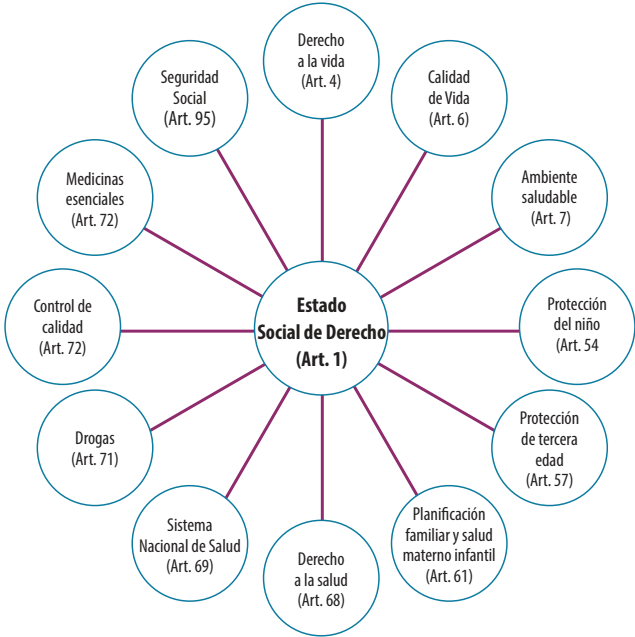 Derecho
a la vida
(Art. 4)
Calidad
de Vida
(Art. 6)
Ambiente
saludable
(Art. 7)
Protección
del niño
(Art. 54
Protección
de tercera
edad
(Art. 57)
Planificación
familiar y salud
materno infantil
(Art. 61)
Derecho
a la salud
(Art. 68)
Sistema
Nacional de Salud
(Art. 69)
Drogas
(Art. 71)
Control de
calidad
(Art. 72)
Medicinas
esenciales
(Art. 72)
Seguridad
Social
(Art. 95)
Estado
Social de Derecho
(Art. 1)